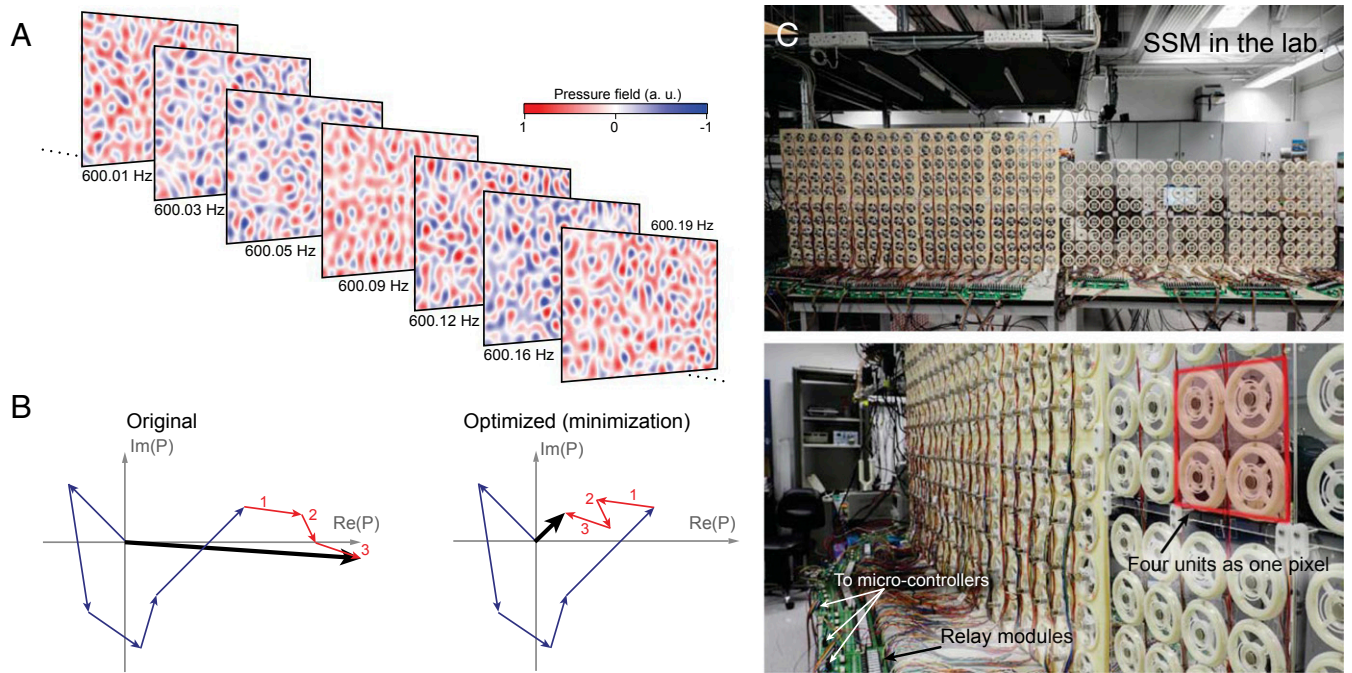 A
Pressure field (a. u.)
1
0
-1
600.01 Hz
600.03 Hz
600.05 Hz
600.09 Hz
600.12 Hz
600.16 Hz
600.19 Hz
B
Original
Im(P)
Re(P)
1
2
3
Optimized (minimization)
Im(P)
Re(P)
1
2
3
C
SSM in the lab.
Four units as one pixel
To micro-controllers
Relay modules